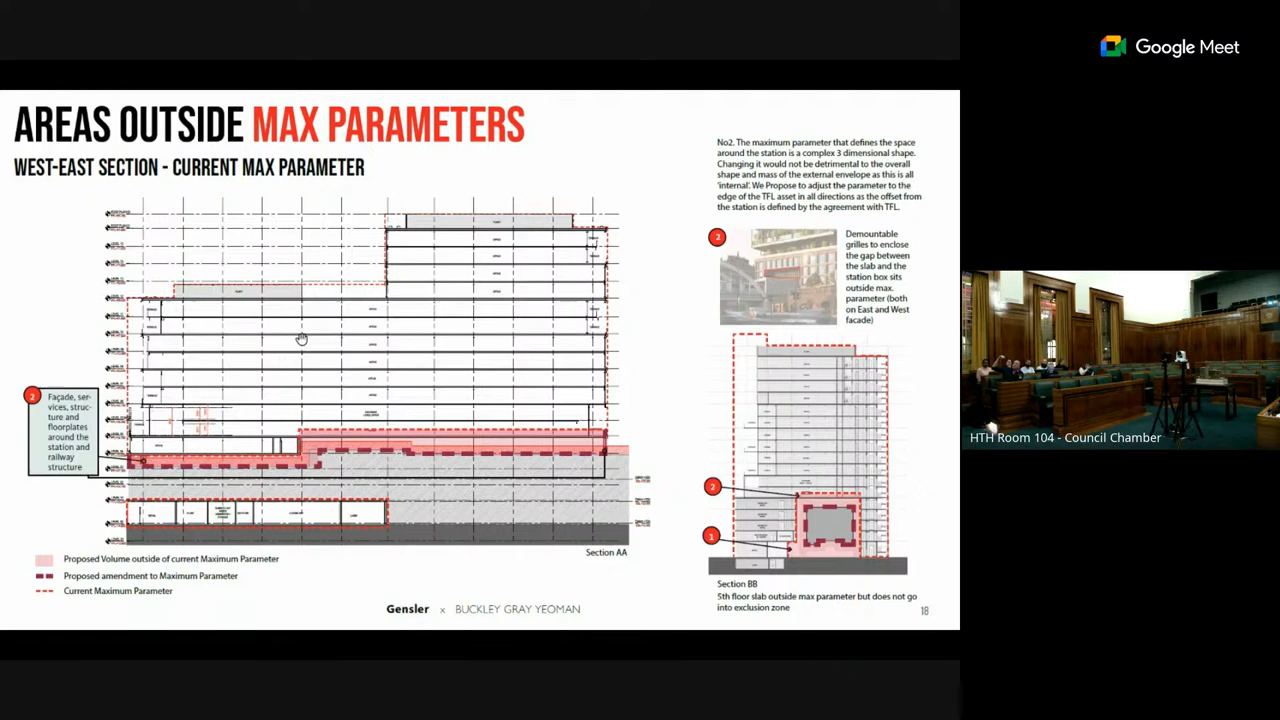 Google Meet
AREAS OUTSIDE MAX PARAMETERS
WEST-EAST SECTION - CURRENT MAX PARAMETER
No2. The maximum parameter that defines the space
around the station is a complex 3 dimensional shape.
Changing it would not be detrimental to the overall
shape and mass of the external envelope as this is all
'internal'. We Propose to adjust the parameter to the
edge of the TFL asset in all directions as the offset from
the station is defined by the agreement with TFL.
2
Demountable
grilles to enclose
the gap between
the slab and the
station box sits
outside max.
parameter (both
on East and West
facade)
2
Façade, ser-
vices, struc-
ture and
floorplates
around the
station and
railway
structure
2
1
HTH Room 104 - Council Chamber
Section AA
Proposed Volume outside of current Maximum Parameter
Proposed amendment to Maximum Parameter
Current Maximum Parameter
Section BB
5th floor slab outside max parameter but does not go
into exclusion zone
Gensler x BUCKLEY GRAY YEOMAN
18